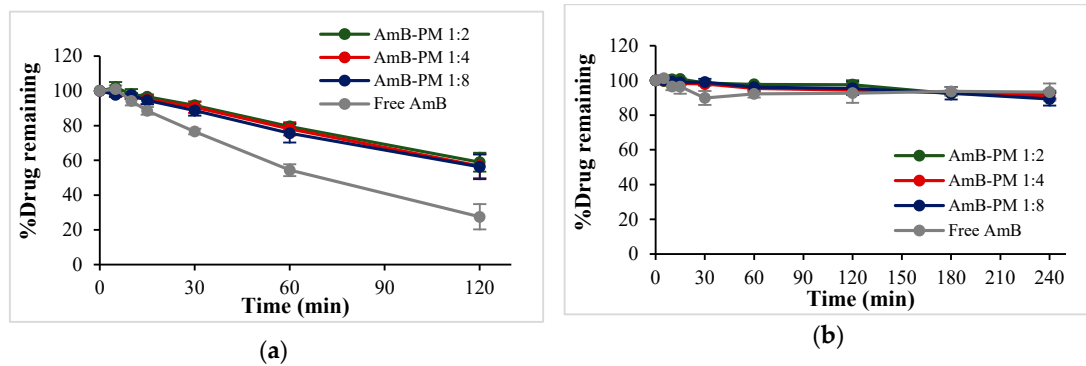 AmB-PM 1:2
AmB-PM 1:4
AmB-PM 1:8
Free AmB
%Drug remaining
120
100
80
60
40
20
0
0 30 60 90 120
Time (min)
(a)
%Drug remaining
120
100
80
60
40
20
0
AmB-PM 1:2
AmB-PM 1:4
AmB-PM 1:8
Free AmB
0 30 60 90 120 150 180 210 240
Time (min)
(b)